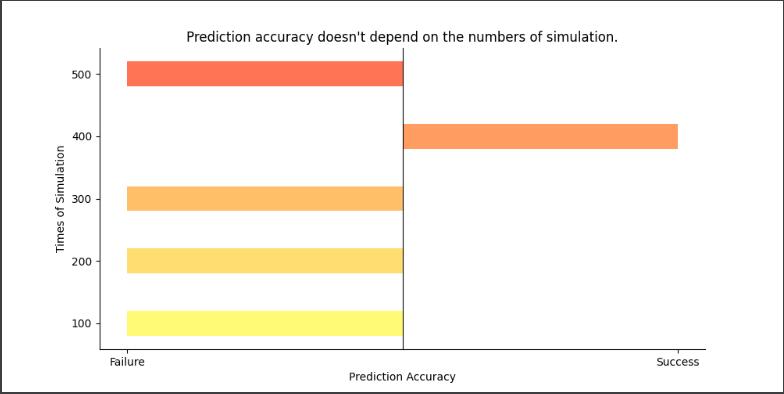 Prediction accuracy doesn't depend on the numbers of simulation.
500
400
300
200
100
Times of Simulation
Failure
Success
Prediction Accuracy